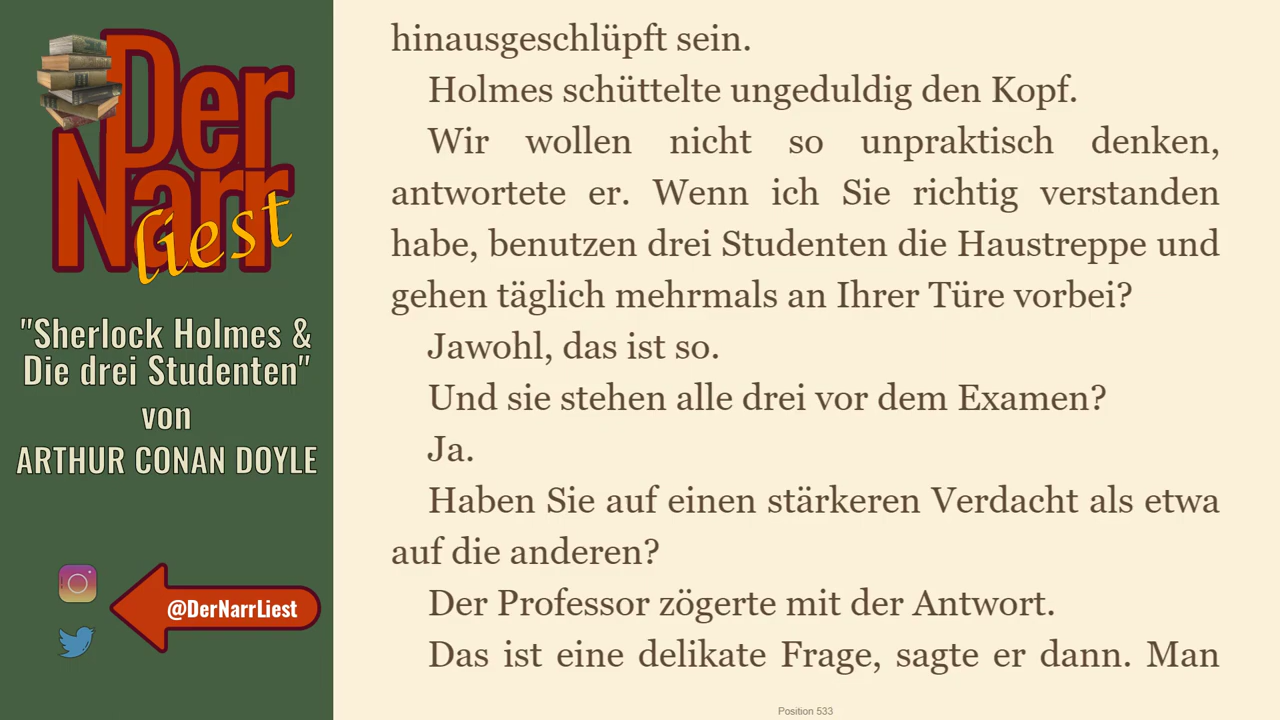 Der
Narr
liest
"Sherlock Holmes &
Die drei Studenten"
von
ARTHUR CONAN DOYLE
@DerNarrLiest
hinausgeschlüpft sein.
Holmes schüttelte ungeduldig den Kopf.
Wir wollen nicht so unpraktisch denken,
antwortete er. Wenn ich Sie richtig verstanden
habe, benutzen drei Studenten die Haustreppe und
gehen täglich mehrmals an Ihrer Türe vorbei?
Jawohl, das ist so.
Und sie stehen alle drei vor dem Examen?
Ja.
Haben Sie auf einen stärkeren Verdacht als etwa
auf die anderen?
Der Professor zögerte mit der Antwort.
Das ist eine delikate Frage, sagte er dann. Man
Position 533